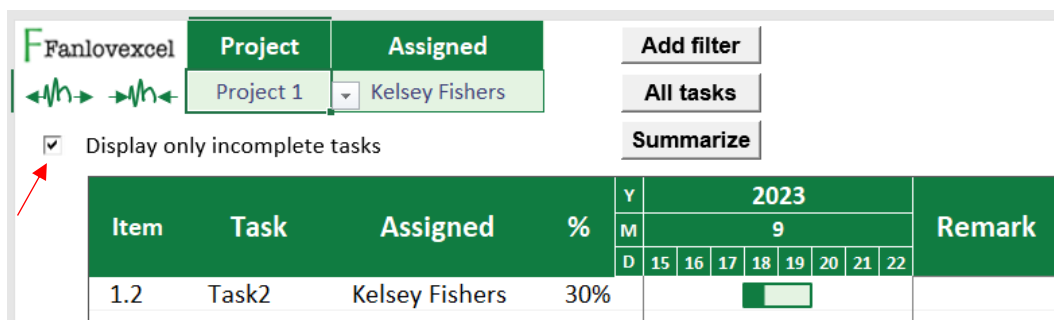 Fanlovexcel Project Assigned Add filter
Project 1 Kelsey Fishers All tasks
Display only incomplete tasks Summarize
Item Task Assigned % Y 2023 Remark
M 9
D 15 16 17 18 19 20 21 22
1.2 Task2 Kelsey Fishers 30%